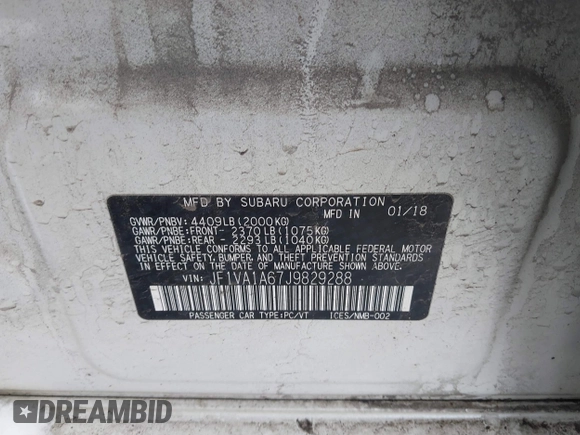 MFD BY SUBARU CORPORATION
MFD IN 01/18
GVWR/PNBV: 4409LB(2000KG)
GAWR/PNBE:FRONT- 2370LB(1075KG)
GAWR/PNBE:REAR - 2293LB(1040KG)
THIS VEHICLE CONFORMS TO ALL APPLICABLE FEDERAL MOTOR
VEHICLE SAFETY, BUMPER, AND THEFT PREVENTION STANDARDS
IN EFFECT ON THE DATE OF MANUFACTURE SHOWN ABOVE.
VIN: JF1VA1A67J9829288
PASSENGER CAR TYPE:PC/VT ICES/NMB-002
DREAMBID